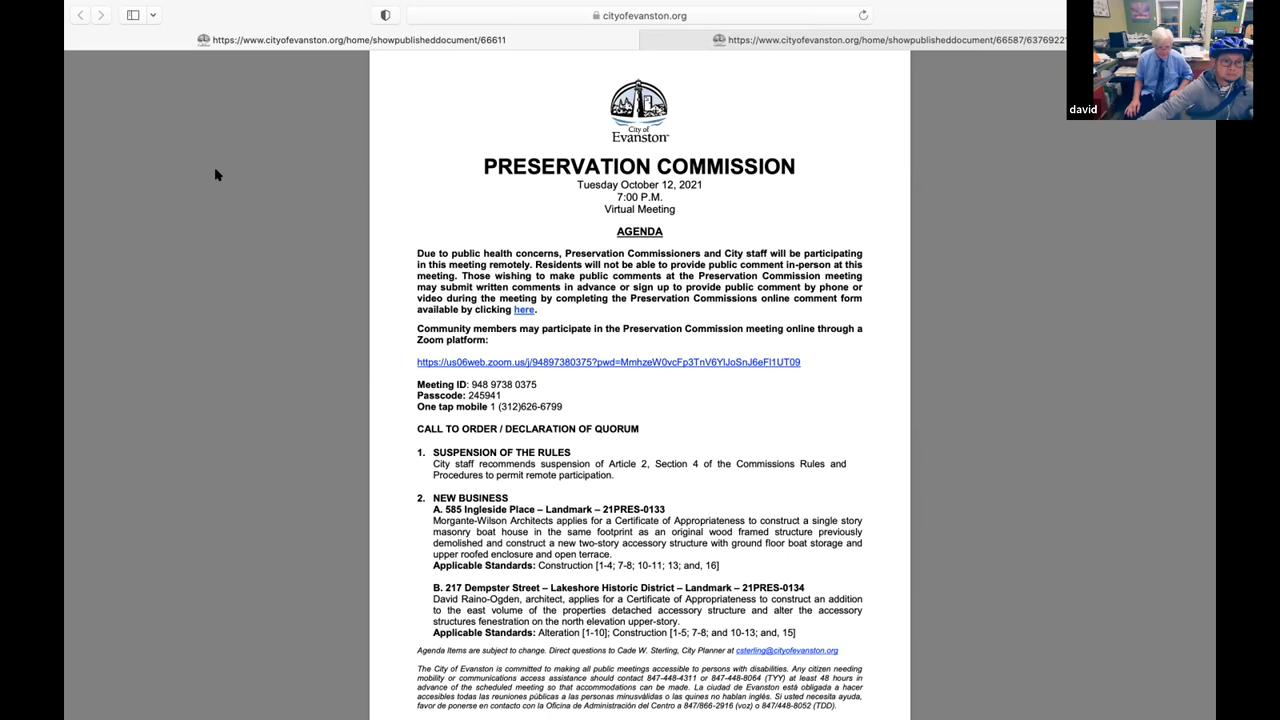 cityofevanston.org
https://www.cityofevanston.org/home/showpublisheddocument/66611
https://www.cityofevanston.org/home/showpublisheddocument/66587/6376922
david
City of
Evanston
PRESERVATION COMMISSION
Tuesday October 12, 2021
7:00 P.M.
Virtual Meeting
AGENDA
Due to public health concerns, Preservation Commissioners and City staff will be participating
in this meeting remotely. Residents will not be able to provide public comment in-person at this
meeting. Those wishing to make public comments at the Preservation Commission meeting
may submit written comments in advance or sign up to provide public comment by phone or
video during the meeting by completing the Preservation Commissions online comment form
available by clicking here.
Community members may participate in the Preservation Commission meeting online through a
Zoom platform:
https://us06web.zoom.us/j/94897380375?pwd=MmhzeW0vcFp3TnV6YlJoSnJ6eFl1UT09
Meeting ID: 948 9738 0375
Passcode: 245941
One tap mobile 1 (312)626-6799
CALL TO ORDER / DECLARATION OF QUORUM
1. SUSPENSION OF THE RULES
City staff recommends suspension of Article 2, Section 4 of the Commissions Rules and
Procedures to permit remote participation.
2. NEW BUSINESS
A. 585 Ingleside Place – Landmark – 21PRES-0133
Morgante-Wilson Architects applies for a Certificate of Appropriateness to construct a single story
masonry boat house in the same footprint as an original wood framed structure previously
demolished and construct a new two-story accessory structure with ground floor boat storage and
upper roofed enclosure and open terrace.
Applicable Standards: Construction [1-4; 7-8; 10-11; 13; and, 16]
B. 217 Dempster Street – Lakeshore Historic District – Landmark – 21PRES-0134
David Raino-Ogden, architect, applies for a Certificate of Appropriateness to construct an addition
to the east volume of the properties detached accessory structure and alter the accessory
structures fenestration on the north elevation upper-story.
Applicable Standards: Alteration [1-10]; Construction [1-5; 7-8; and 10-13; and, 15]
Agenda Items are subject to change. Direct questions to Cade W. Sterling, City Planner at csterling@cityofevanston.org
The City of Evanston is committed to making all public meetings accessible to persons with disabilities. Any citizen needing
mobility or communications access assistance should contact 847-448-4311 or 847-448-8064 (TYY) at least 48 hours in
advance of the scheduled meeting so that accommodations can be made. La ciudad de Evanston está obligada a hacer
accesibles todas las reuniones públicas a las personas minusválidas o las quines no hablan inglés. Si usted necesita ayuda,
favor de ponerse en contacto con la Oficina de Administración del Centro a 847/866-2916 (voz) o 847/448-8052 (TDD).